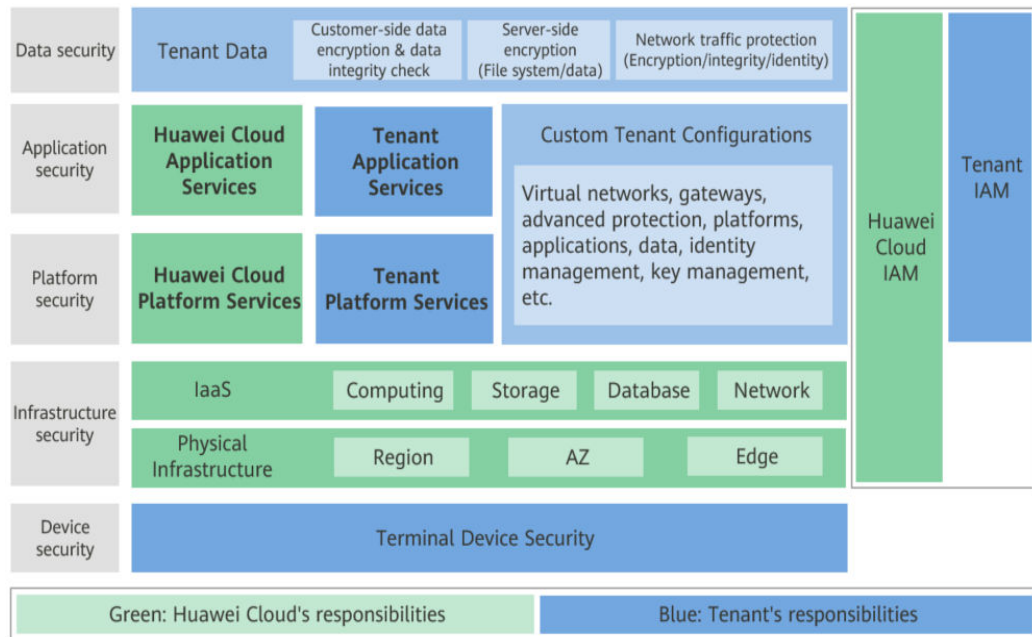 Data security
Tenant Data
Customer-side data
encryption & data
integrity check
Server-side
encryption
(File system/data)
Network traffic protection
(Encryption/integrity/identity)
Application
security
Huawei Cloud
Application
Services
Tenant
Application
Services
Custom Tenant Configurations
Virtual networks, gateways,
advanced protection, platforms,
applications, data, identity
management, key management,
etc.
Platform
security
Huawei Cloud
Platform Services
Tenant
Platform Services
Huawei
Cloud
IAM
Tenant
IAM
Infrastructure
security
IaaS
Computing
Storage
Database
Network
Physical
Infrastructure
Region
AZ
Edge
Device
security
Terminal Device Security
Green: Huawei Cloud's responsibilities
Blue: Tenant's responsibilities